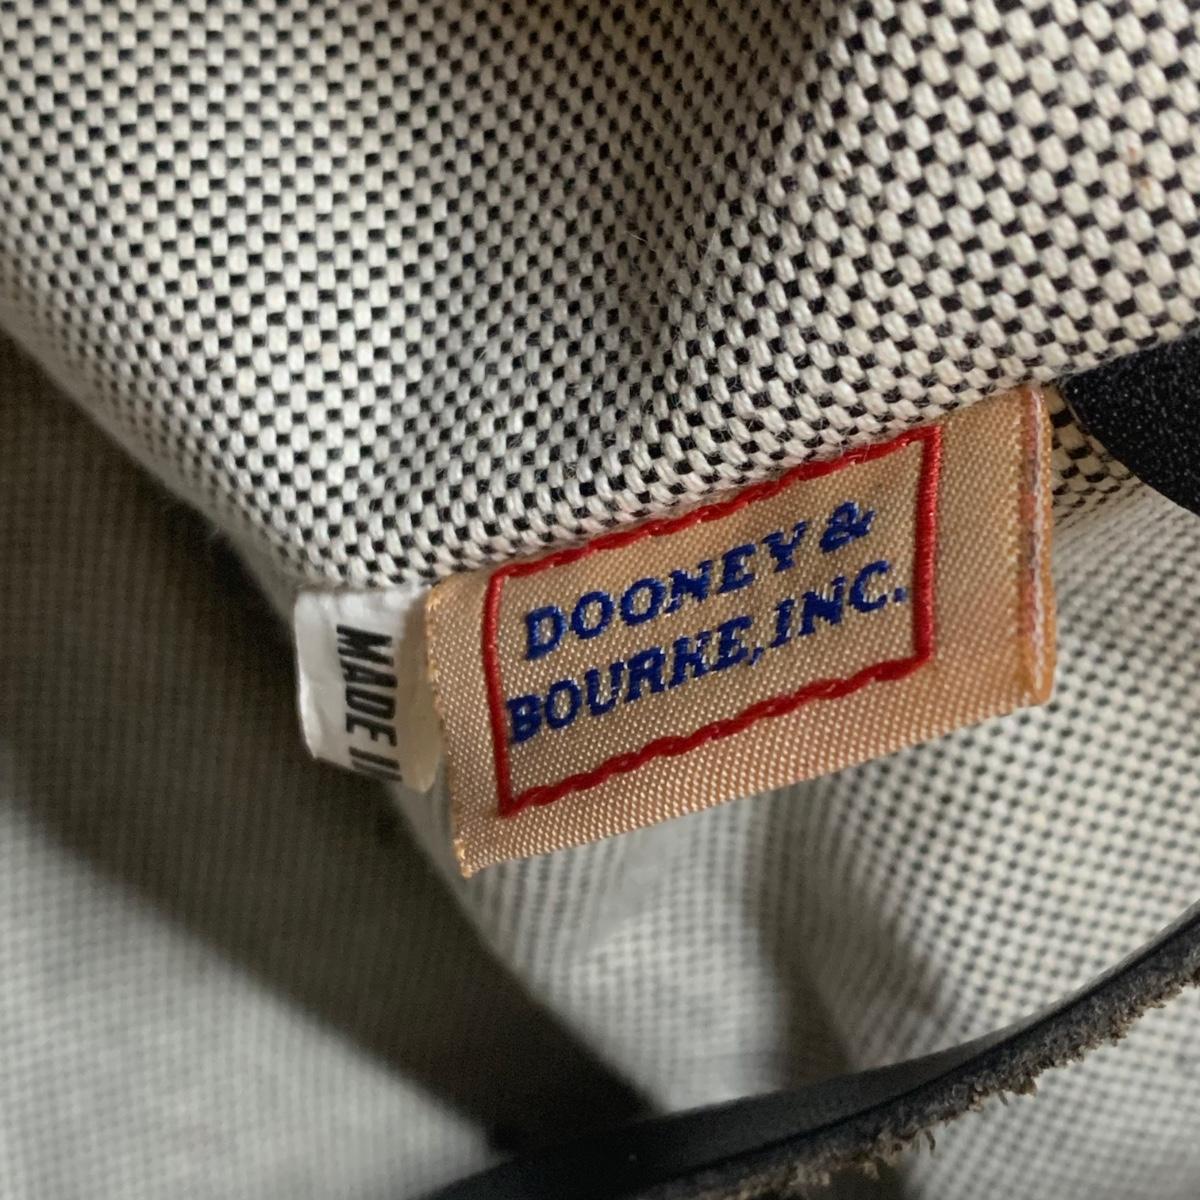 DOONEY &
BOURKE, INC.
MADE I